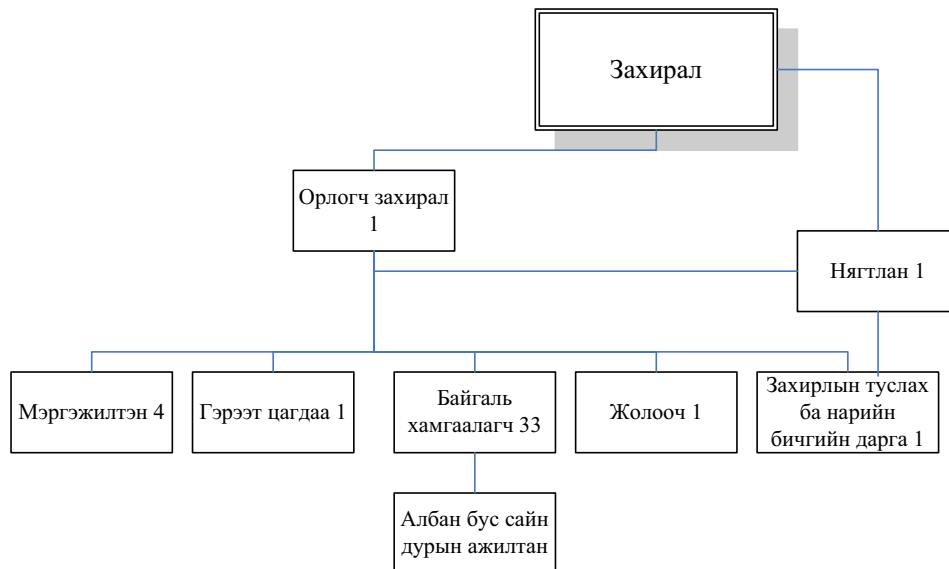 Захирал
Орлогч захирал
1
Нягтлан 1
Мэргэжилтэн 4
Гэрээт цагдаа 1
Байгаль
хамгаалагч 33
Жолооч 1
Захирлын туслах
ба нарийн
бичгийн дарга 1
Албан бус сайн
дурын ажилтан